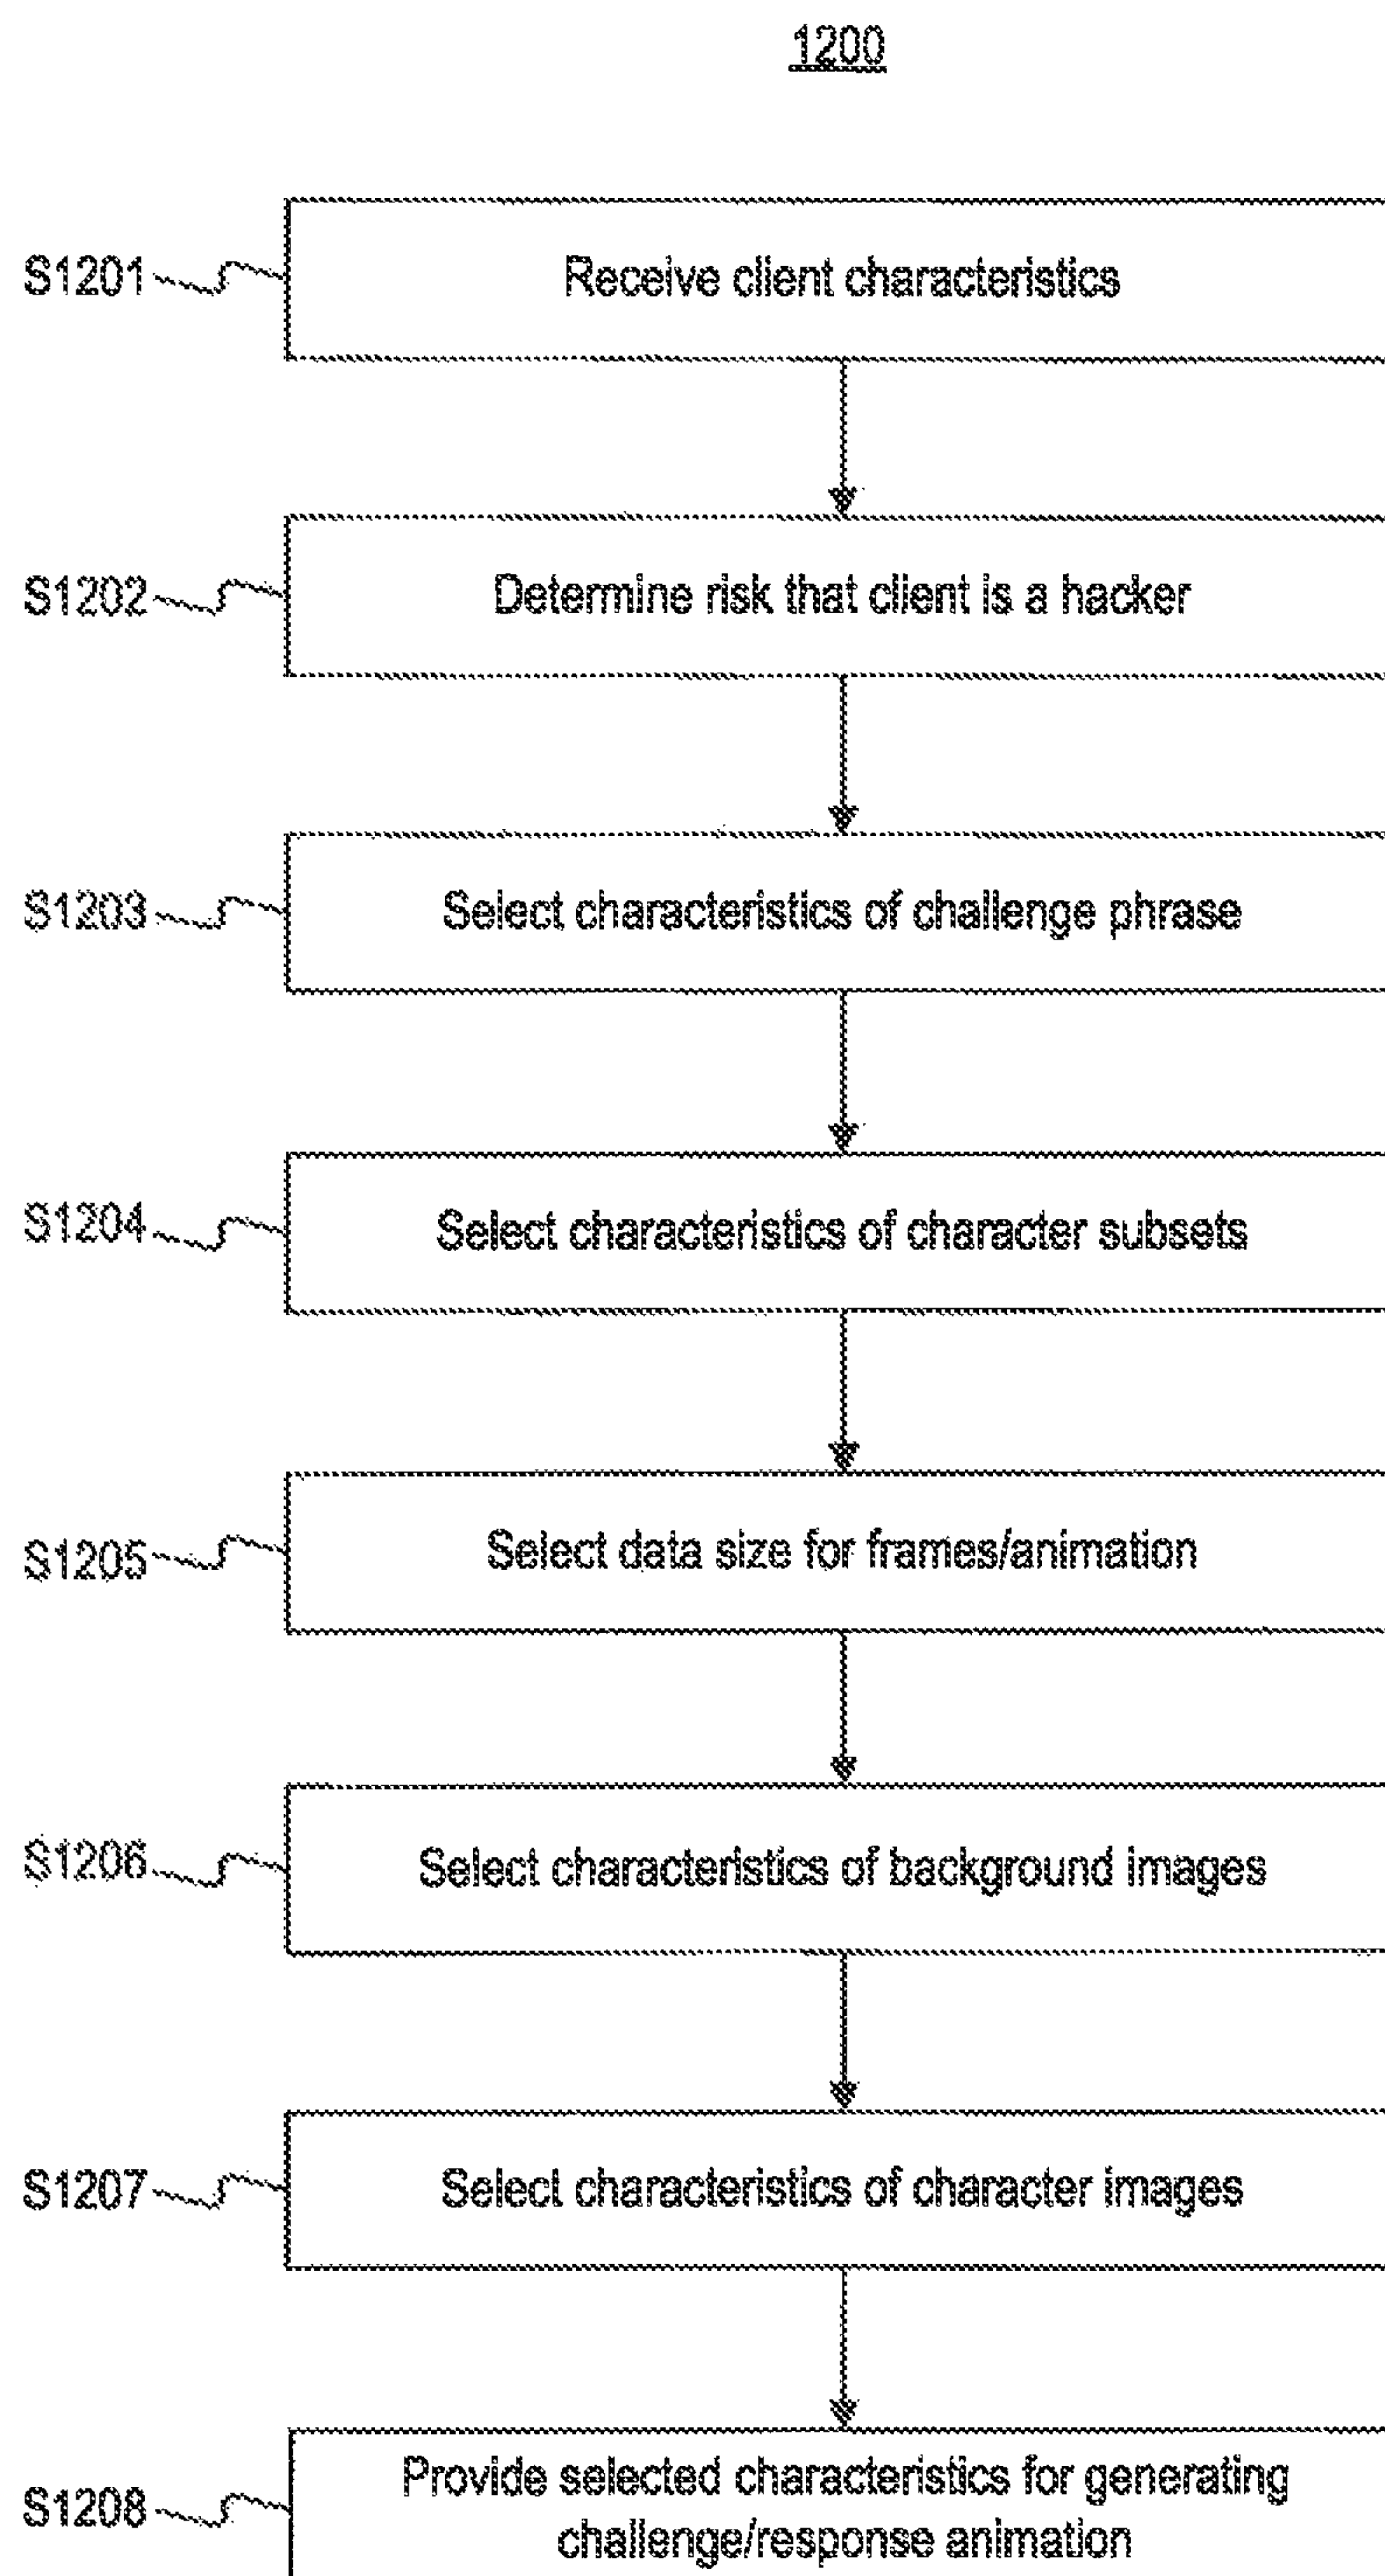 1200
S1201 Receive client characteristics
S1202 Determine risk that client is a hacker
S1203 Select characteristics of challenge phrase
S1204 Select characteristics of character subsets
S1205 Select data size for frames/animation
S1206 Select characteristics of background images
S1207 Select characteristics of character images
S1208 Provide selected characteristics for generating
challenge/response animation